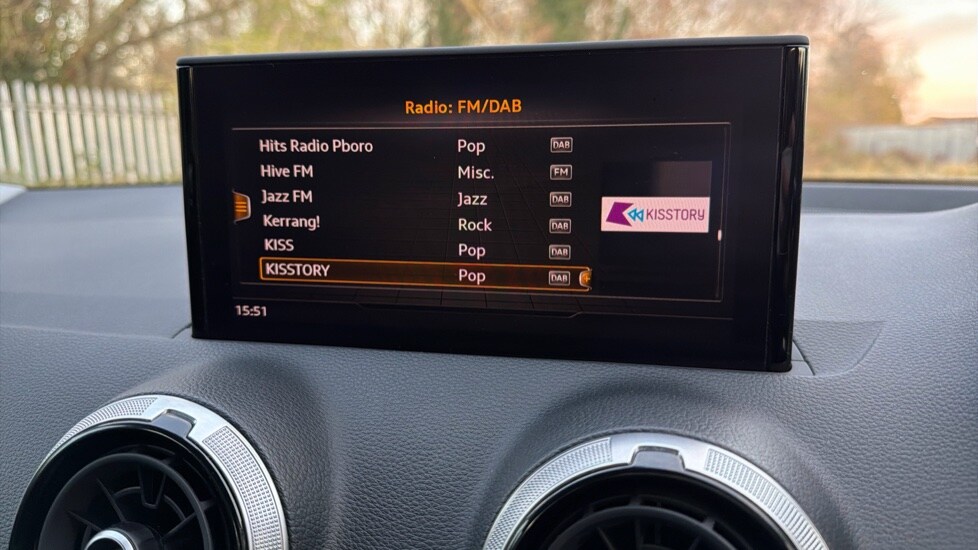 Radio: FM/DAB
Hits Radio Pboro Pop DAB
Hive FM Misc. FM
Jazz FM Jazz DAB
Kerrang! Rock DAB
KISS Pop DAB
KISSTORY Pop DAB
KISSTORY
15:51